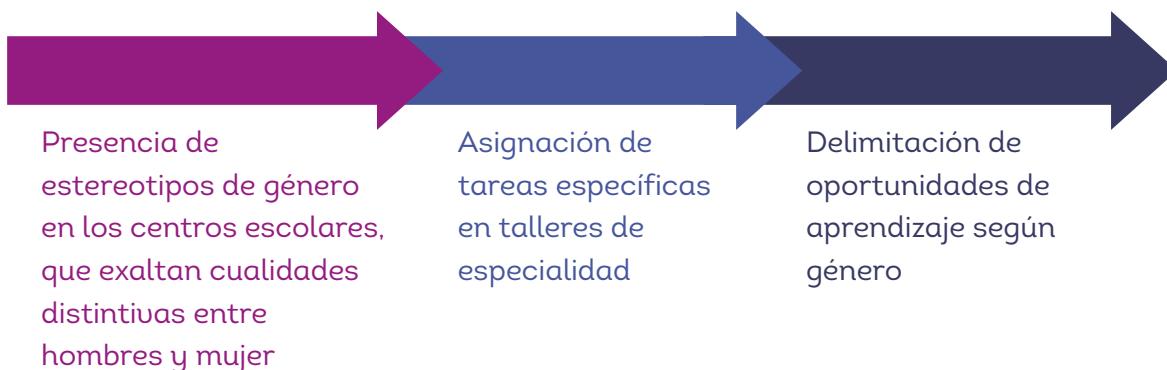 Presencia de
estereotipos de género
en los centros escolares,
que exaltan cualidades
distintivas entre
hombres y mujer
Asignación de
tareas específicas
en talleres de
especialidad
Delimitación de
oportunidades de
aprendizaje según
género